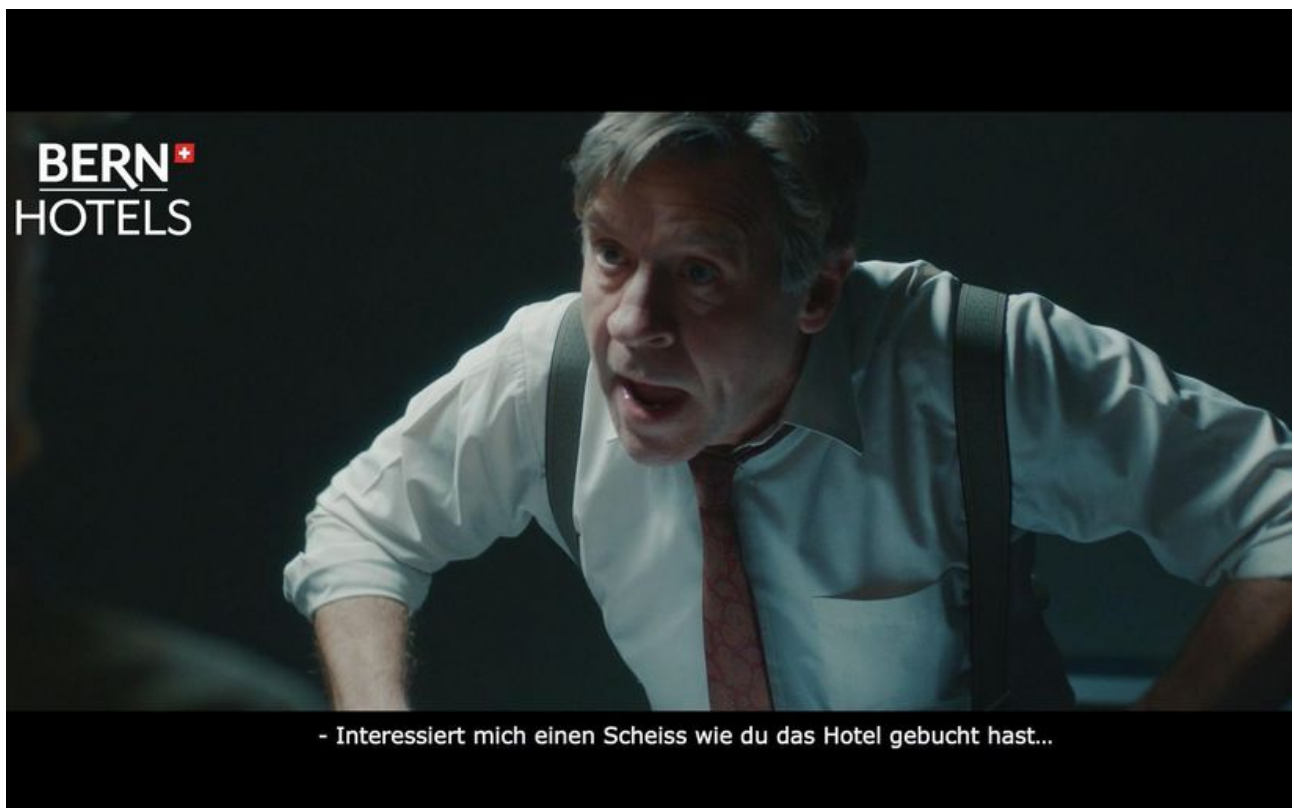 BERN
HOTELS
- Interessiert mich einen Scheiss wie du das Hotel gebucht hast...